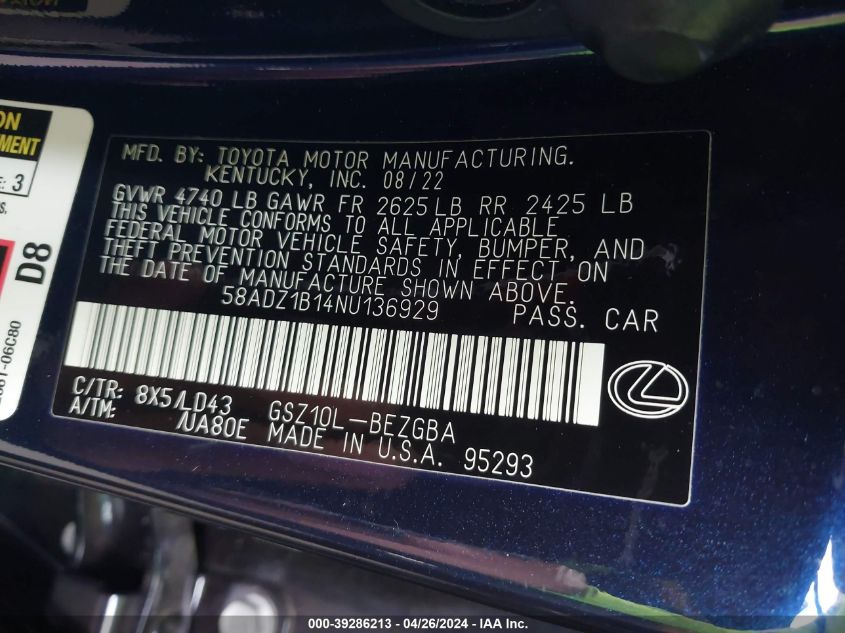 MFD. BY: TOYOTA MOTOR MANUFACTURING.
KENTUCKY, INC. 08/22
GVWR 4740 LB GAWR FR 2625 LB RR 2425 LB
THIS VEHICLE CONFORMS TO ALL APPLICABLE
FEDERAL MOTOR VEHICLE SAFETY, BUMPER, AND
THEFT PREVENTION STANDARDS IN EFFECT ON
THE DATE OF MANUFACTURE SHOWN ABOVE.
58ADZ1B14NU136929 PASS. CAR
C/TR: 8X5/LD43 GSZ10L-BEZGBA
A/TM: /UA80E MADE IN U.S.A. 95293
3
D8
000-39286213 - 04/26/2024 - IAA Inc.